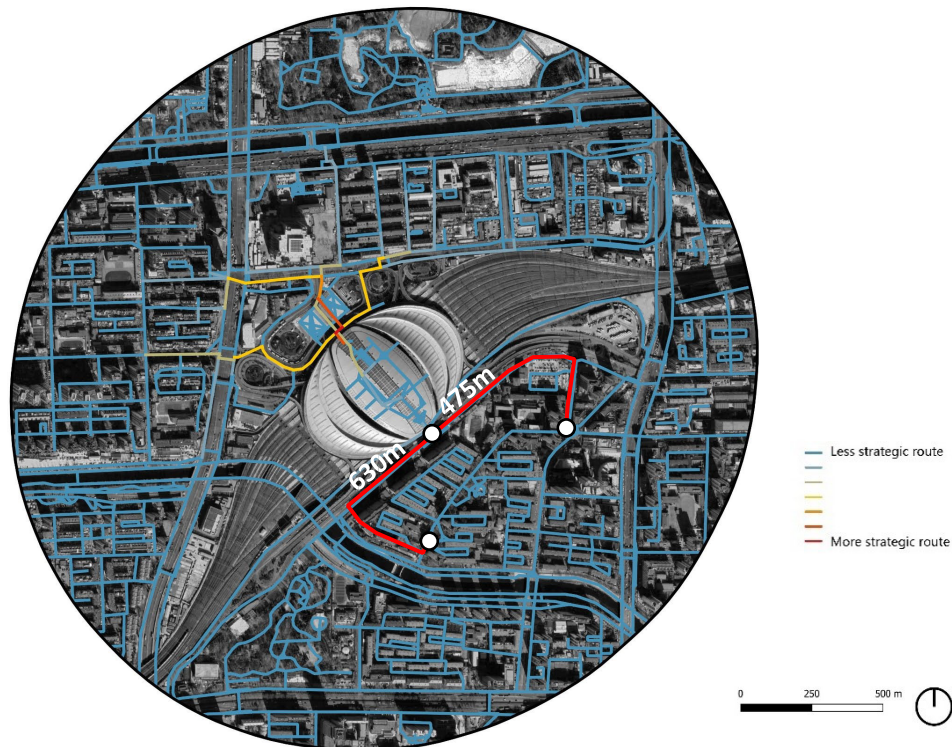 475m
630m
Less strategic route
More strategic route
0 250 500 m